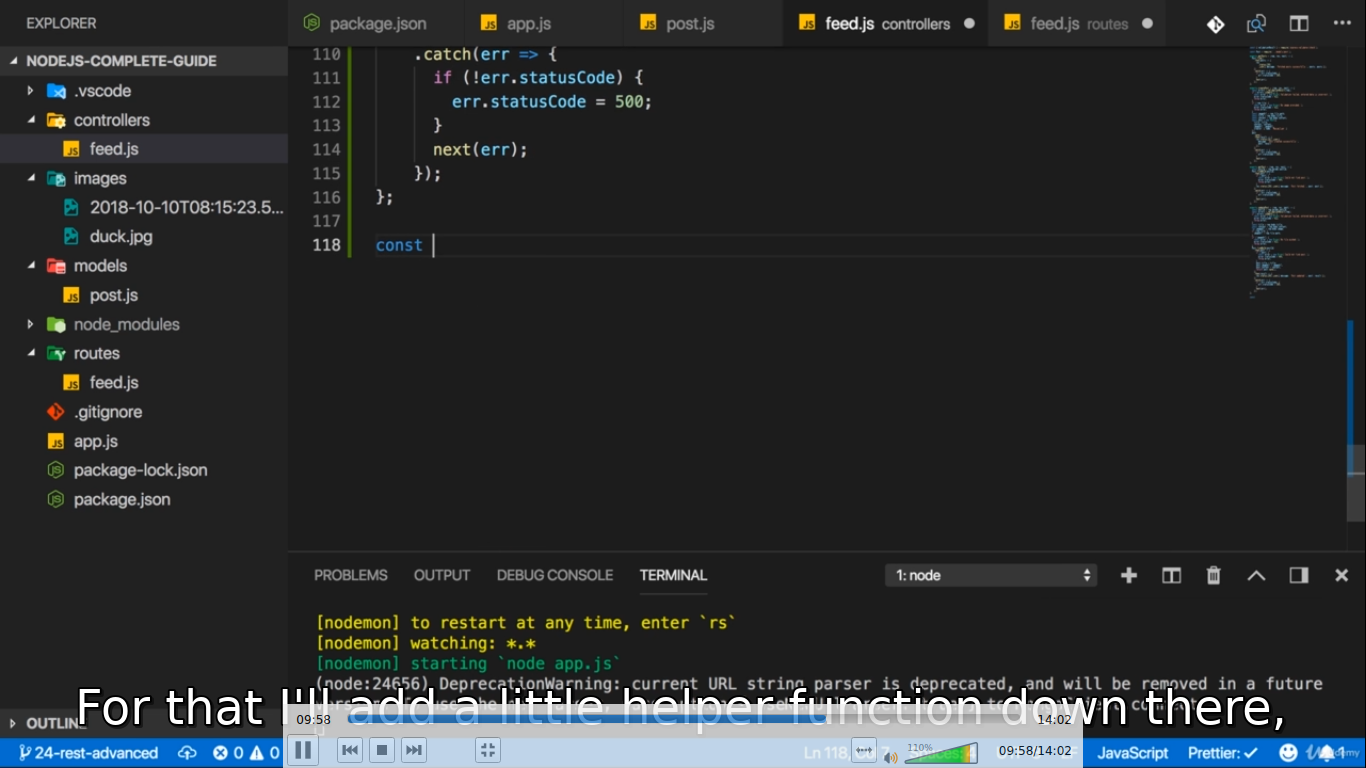 EXPLORER
package.json
app.js
post.js
feed.js controllers
feed.js routes
NODEJS-COMPLETE-GUIDE
.vscode
controllers
feed.js
images
2018-10-10T08:15:23.5...
duck.jpg
models
post.js
node_modules
routes
feed.js
.gitignore
app.js
package-lock.json
package.json
110 .catch(err => {
111 if (!err.statusCode) {
112 err.statusCode = 500;
113 }
114 next(err);
115 });
116 };
117
118 const
PROBLEMS OUTPUT DEBUG CONSOLE TERMINAL
1: node
[nodemon] to restart at any time, enter `rs`
[nodemon] watching: *.*
[nodemon] starting `node app.js`
(node:24656) DeprecationWarning: current URL string parser is deprecated, and will be removed in a future
For that I'll add a little helper function down there,
OUTLINE
09:58
14:02
24-rest-advanced
0 0
110%
09:58/14:02
JavaScript
Prettier: ✓
1